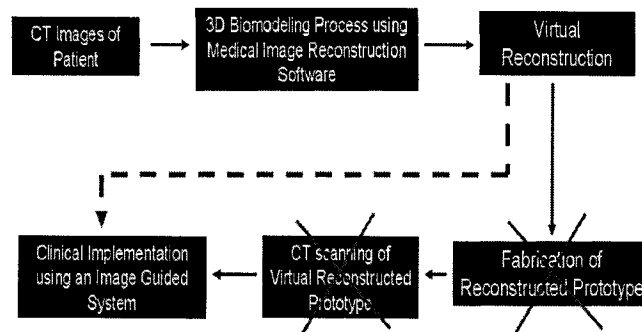 CT Images of
Patient
3D Biomodeling Process using
Medical Image Reconstruction
Software
Virtual
Reconstruction
Clinical Implementation
using an Image Guided
System
CT scanning of
Virtual Reconstructed
Prototype
Fabrication of
Reconstructed Prototype